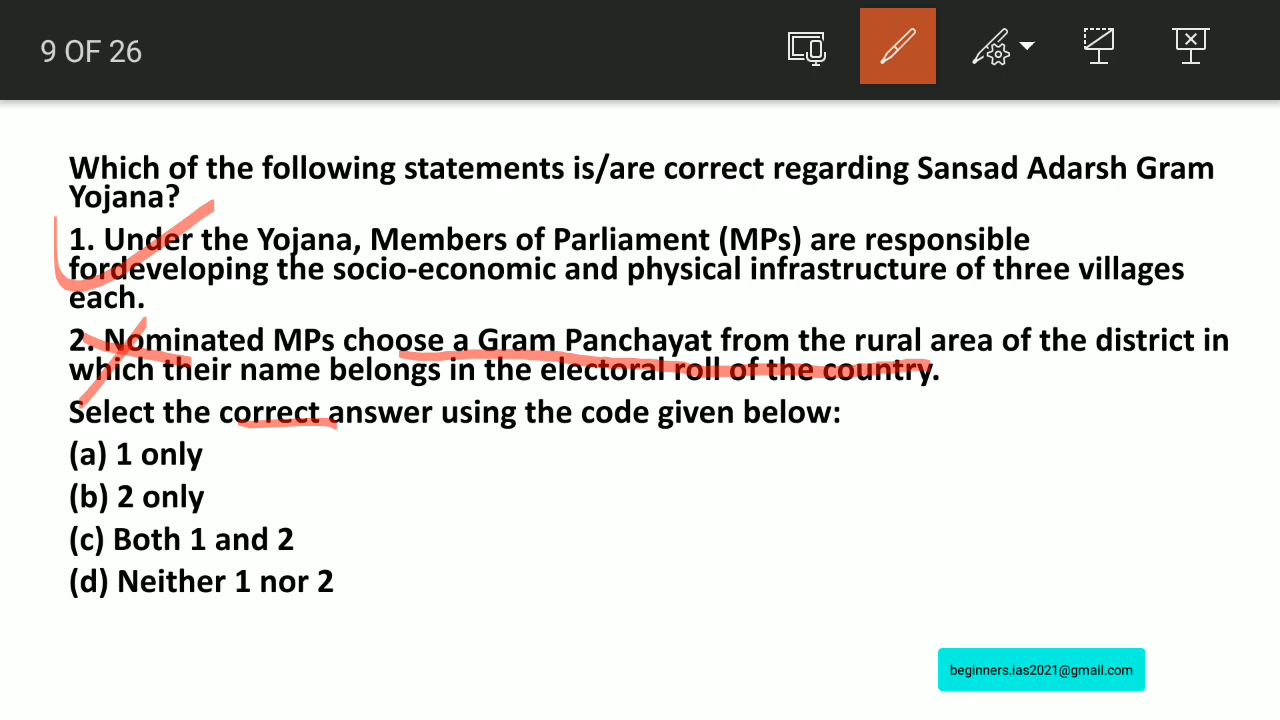 9 OF 26
Which of the following statements is/are correct regarding Sansad Adarsh Gram
Yojana?
1. Under the Yojana, Members of Parliament (MPs) are responsible
fordeveloping the socio-economic and physical infrastructure of three villages
each.
2. Nominated MPs choose a Gram Panchayat from the rural area of the district in
which their name belongs in the electoral roll of the country.
Select the correct answer using the code given below:
(a) 1 only
(b) 2 only
(c) Both 1 and 2
(d) Neither 1 nor 2
beginners.ias2021@gmail.com